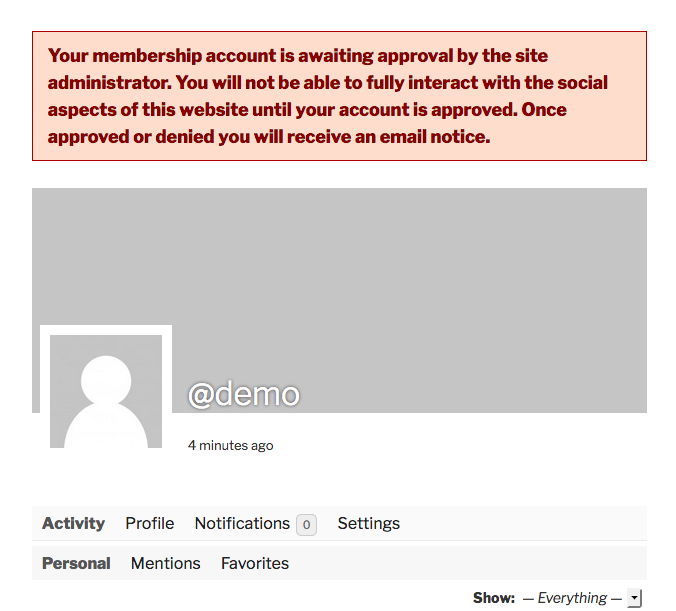 Your membership account is awaiting approval by the site
administrator. You will not be able to fully interact with the social
aspects of this website until your account is approved. Once
approved or denied you will receive an email notice.
@demo
4 minutes ago
Activity Profile Notifications 0 Settings
Personal Mentions Favorites
Show: — Everything —